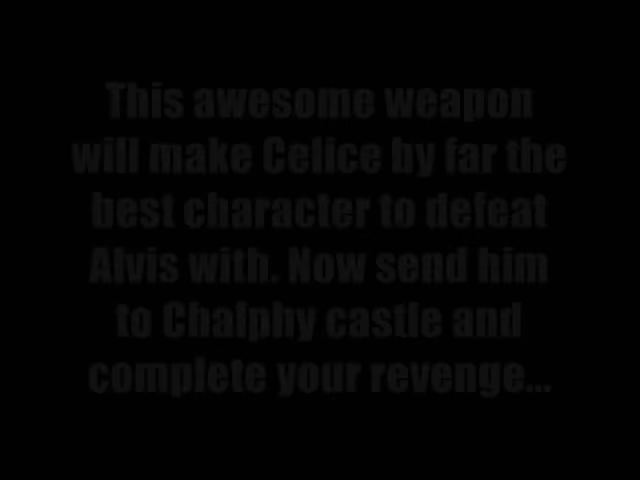 This awesome weapon
will make Celice by far the
best character to defeat
Alvis with. Now send him
to Chalphy castle and
complete your revenge...